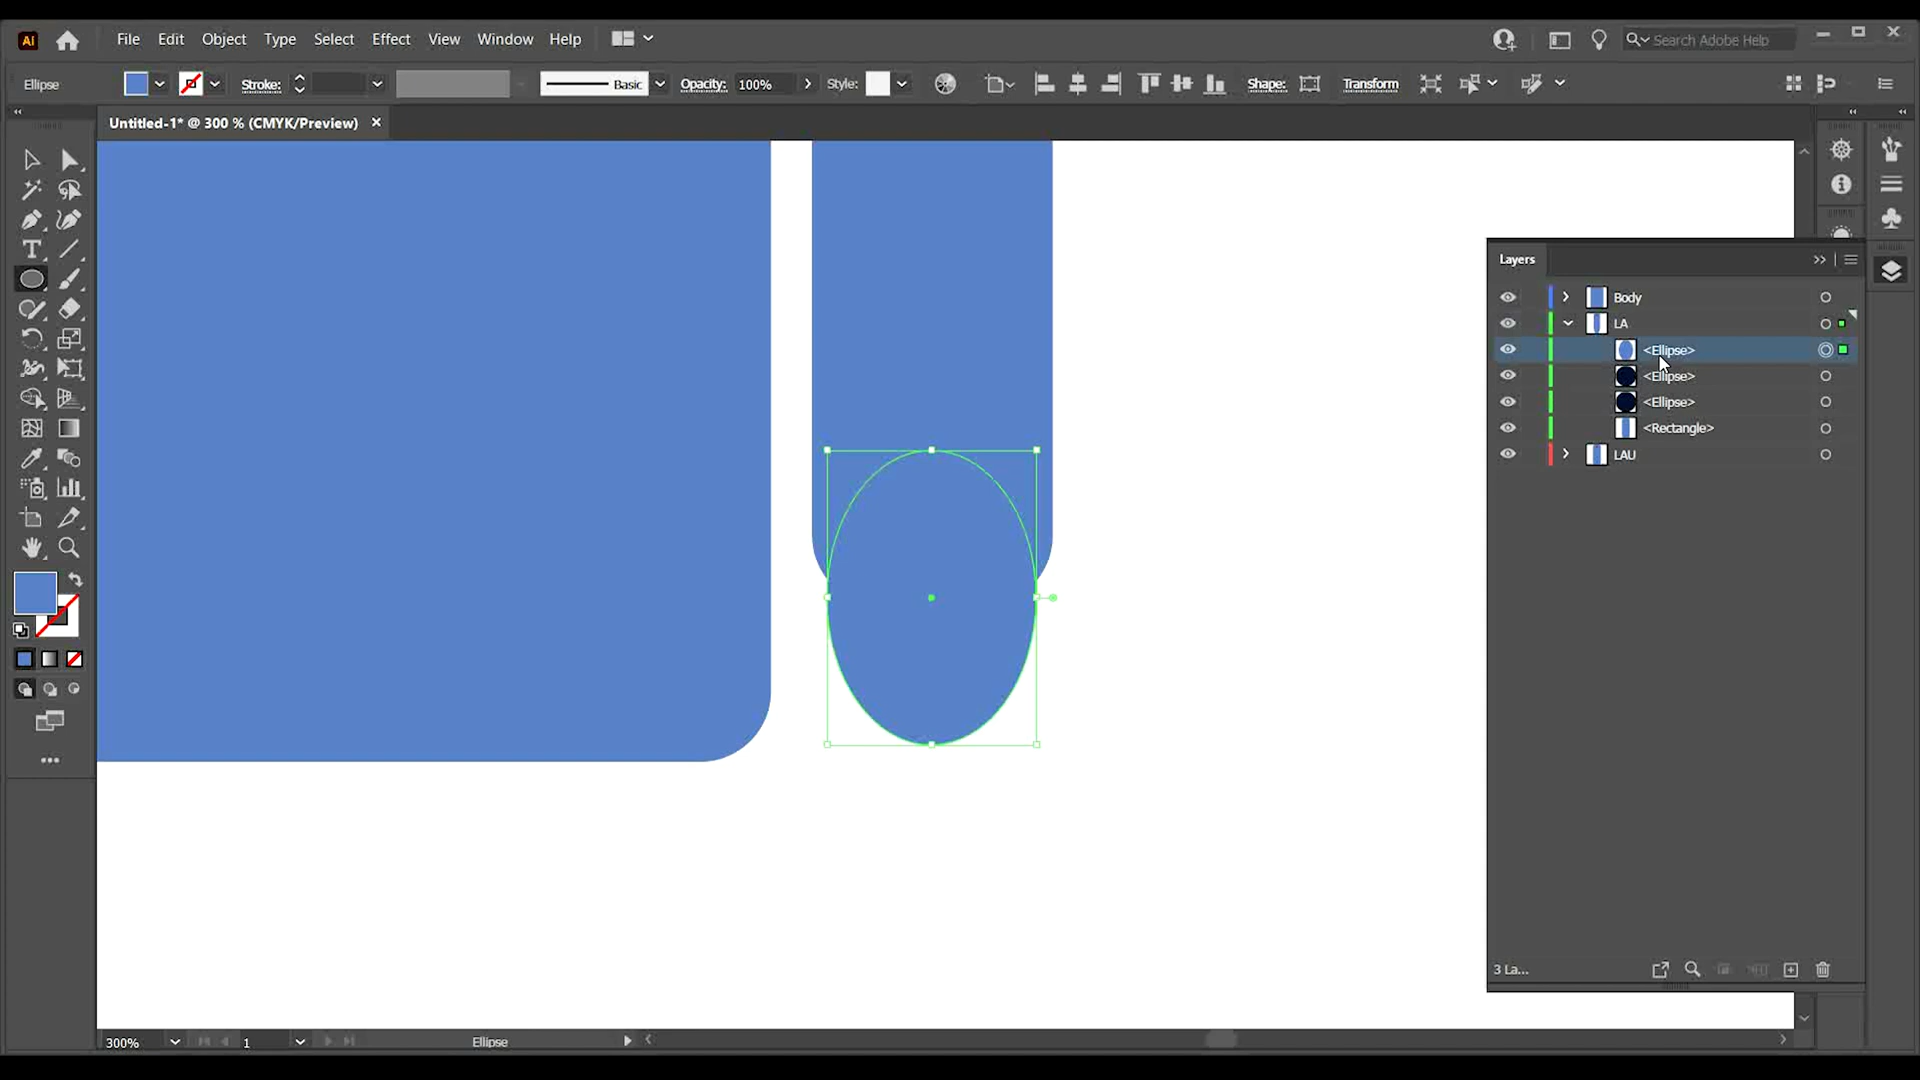 Ai File Edit Object Type Select Effect View Window Help Search Adobe Help
Ellipse Stroke: Basic Opacity: 100% Style: Shape: Transform
Untitled-1* @ 300 % (CMYK/Preview) ×
Layers
Body
LA
<Ellipse>
<Ellipse>
<Ellipse>
<Rectangle>
LAU
3 La...
300% 1 Ellipse